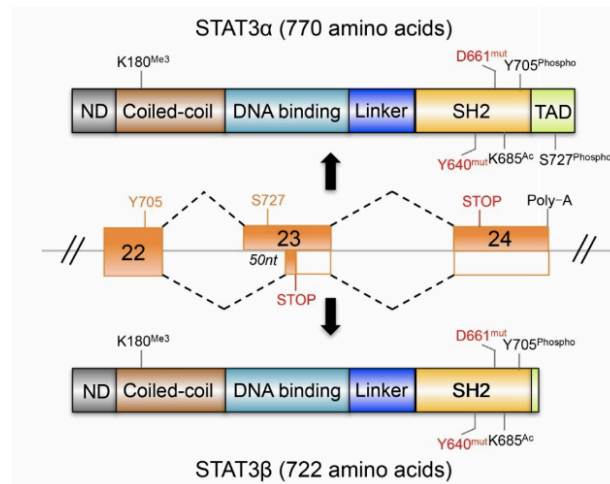 STAT3α (770 amino acids)
K180Me3
D661mut
Y705Phospho
ND Coiled-coil DNA binding Linker SH2 TAD
Y640mut
K685Ac
S727Phospho
Y705
S727
STOP
Poly-A
22
23
24
50nt
STOP
K180Me3
D661mut
Y705Phospho
ND Coiled-coil DNA binding Linker SH2
Y640mut
K685Ac
STAT3β (722 amino acids)